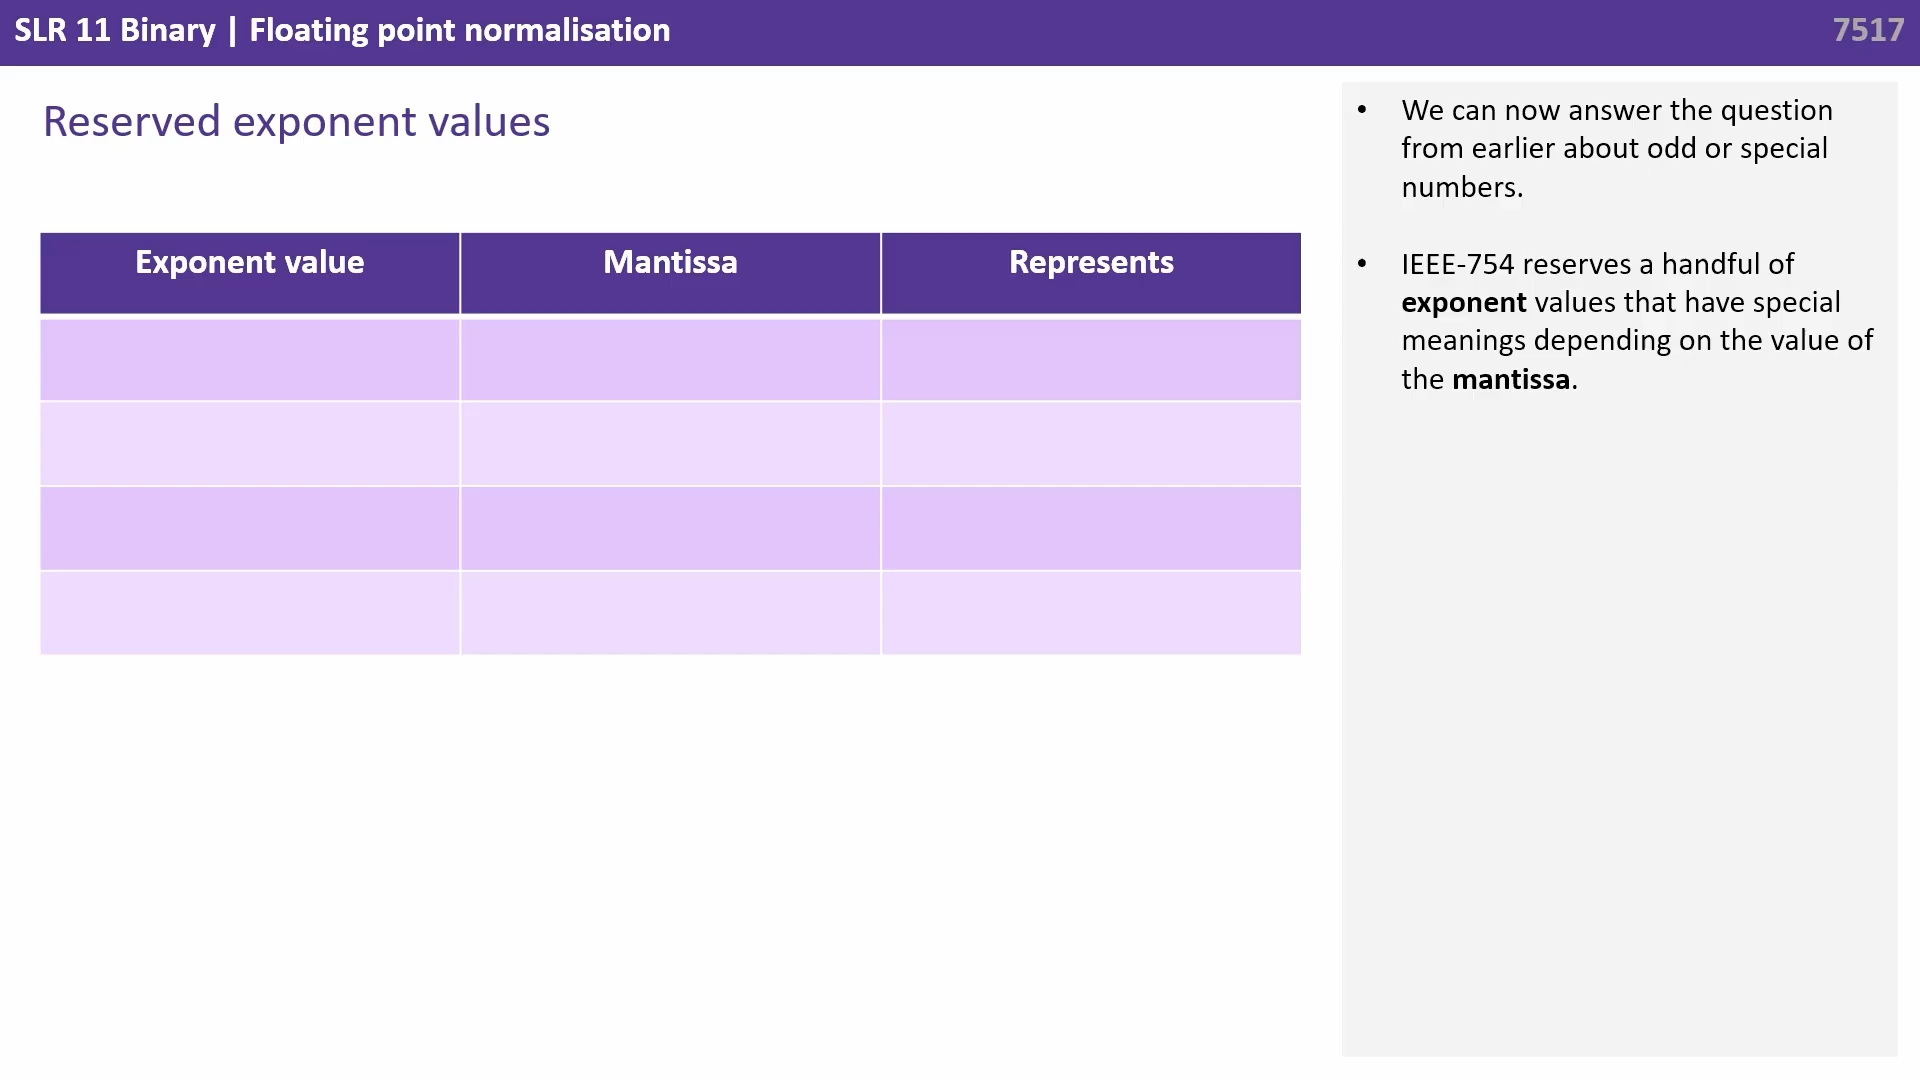 SLR 11 Binary | Floating point normalisation
7517
Reserved exponent values
Exponent value Mantissa Represents
• We can now answer the question
from earlier about odd or special
numbers.
• IEEE-754 reserves a handful of
exponent values that have special
meanings depending on the value of
the mantissa.